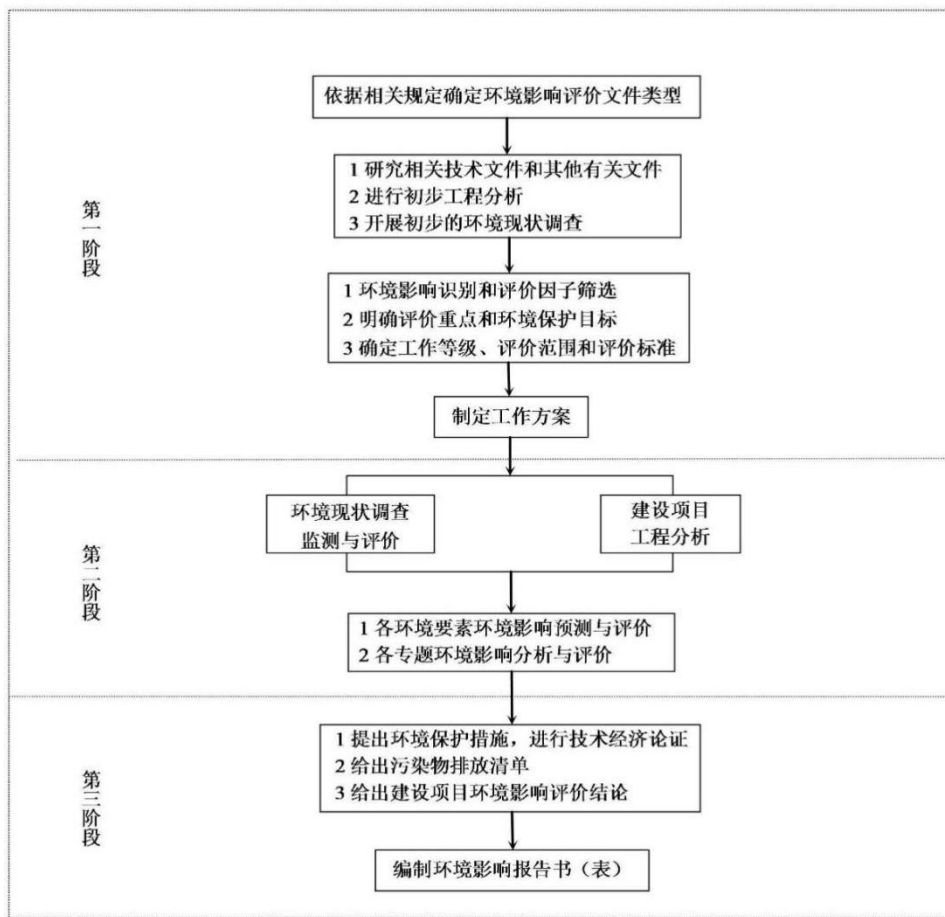 依据相关规定确定环境影响评价文件类型
1 研究相关技术文件和其他有关文件
2 进行初步工程分析
3 开展初步的环境现状调查
第一阶段
1 环境影响识别和评价因子筛选
2 明确评价重点和环境保护目标
3 确定工作等级、评价范围和评价标准
制定工作方案
环境现状调查
监测与评价
建设项目
工程分析
第二阶段
1 各环境要素环境影响预测与评价
2 各专题环境影响分析与评价
1 提出环境保护措施，进行技术经济论证
2 给出污染物排放清单
3 给出建设项目环境影响评价结论
第三阶段
编制环境影响报告书（表）